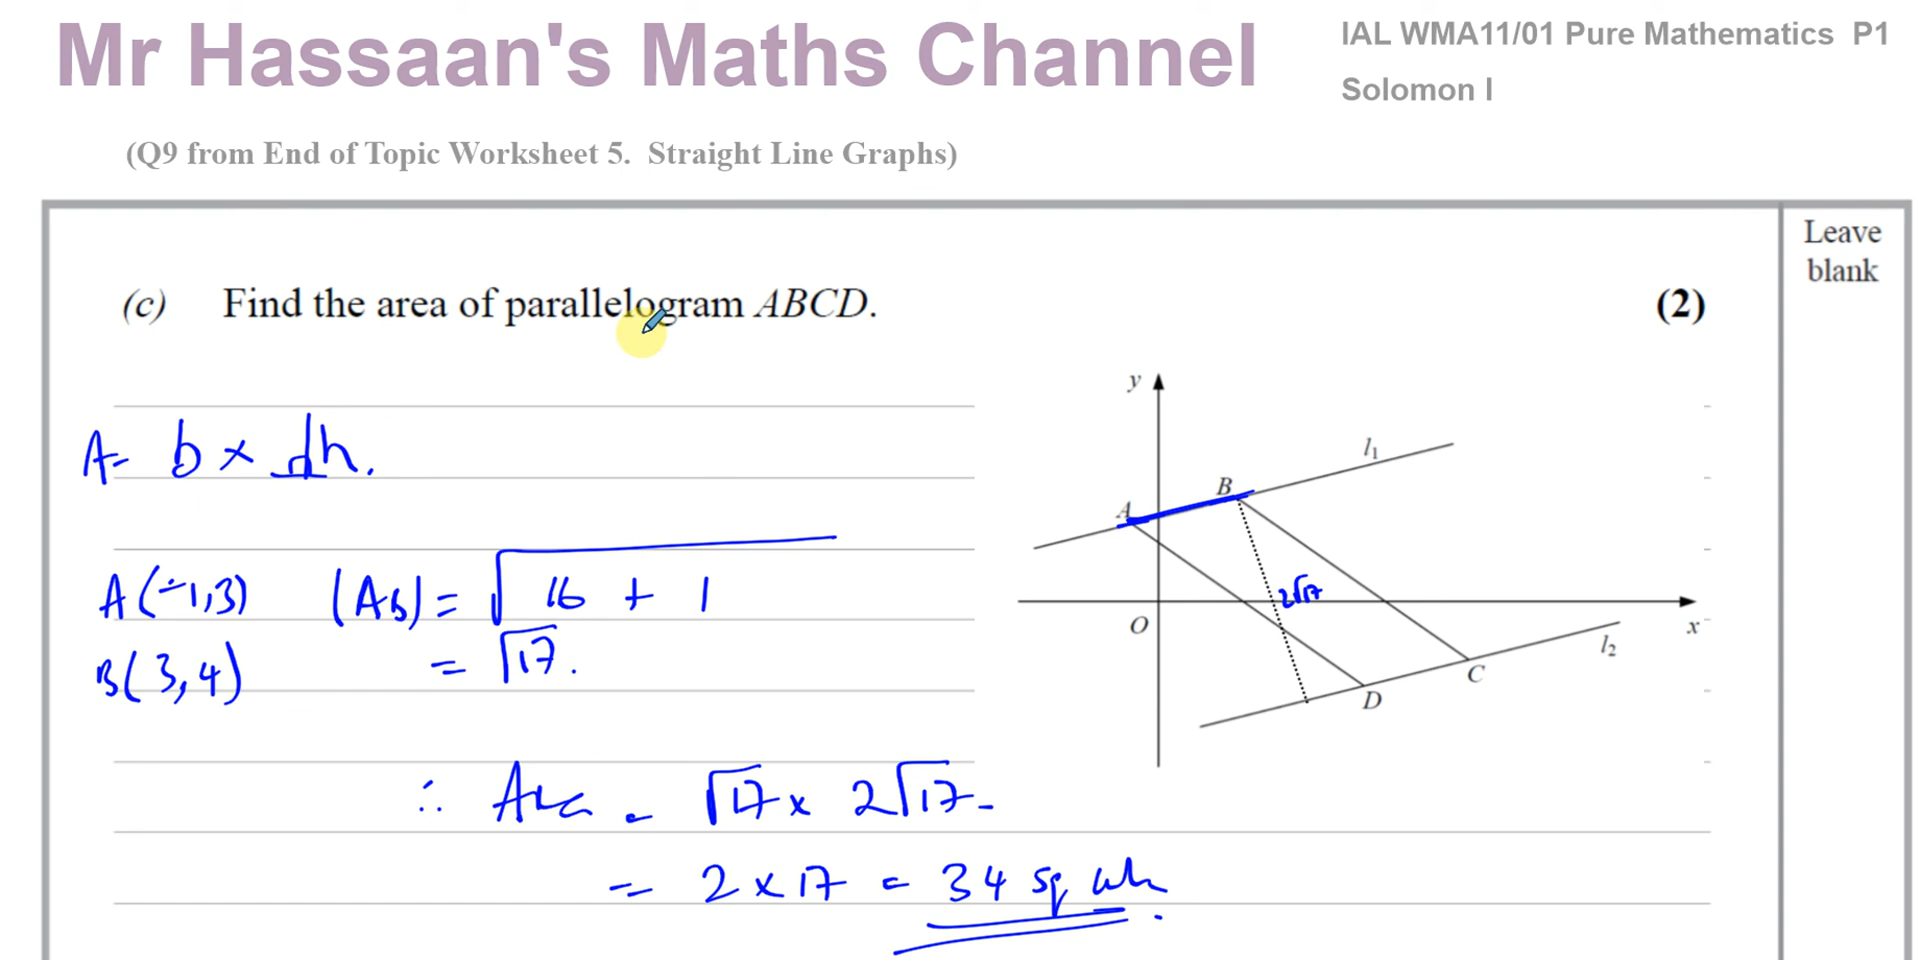 Mr Hassaan's Maths Channel
IAL WMA11/01 Pure Mathematics P1
Solomon I
(Q9 from End of Topic Worksheet 5. Straight Line Graphs)
Leave
blank
(c) Find the area of parallelogram ABCD. (2)
A = b × ⊥h.
A(-1,3) |AB| = √16 + 1
B(3,4) = √17.
y
l₁
B
A
2√17
O
x
l₂
C
D
∴ Area = √17 × 2√17
= 2 × 17 = 34 sq